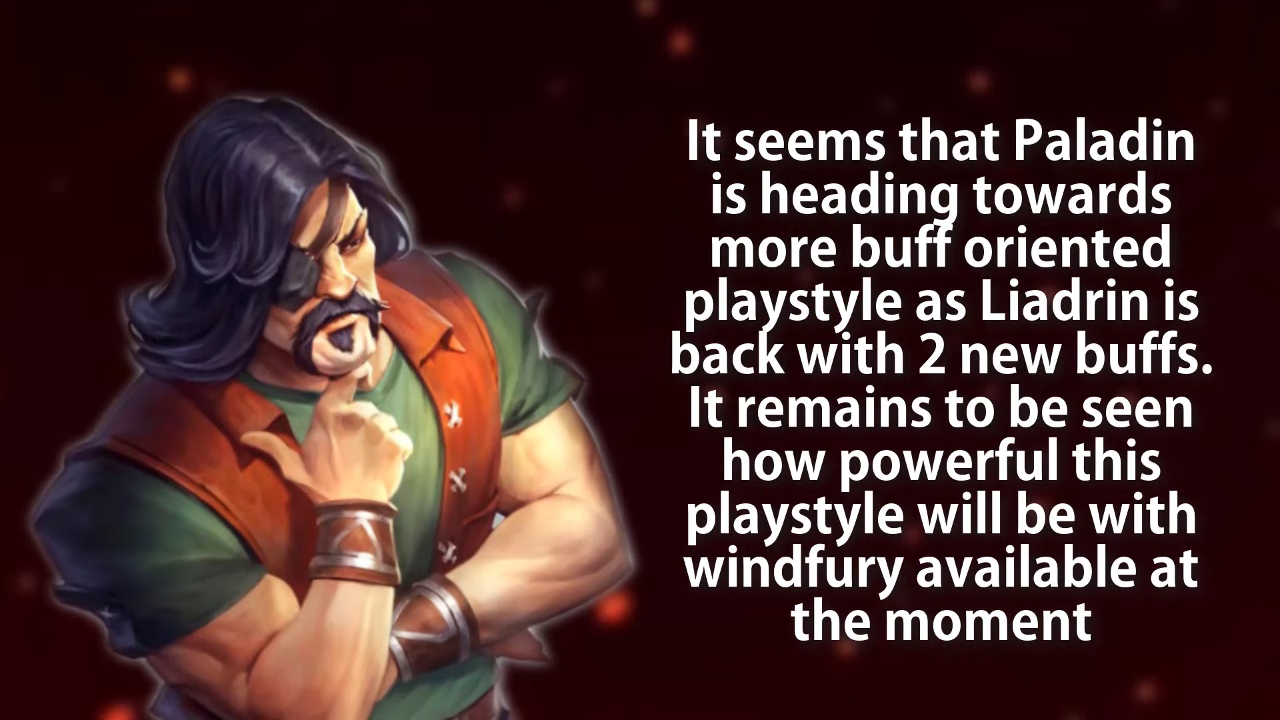 It seems that Paladin
is heading towards
more buff oriented
playstyle as Liadrin is
back with 2 new buffs.
It remains to be seen
how powerful this
playstyle will be with
windfury available at
the moment